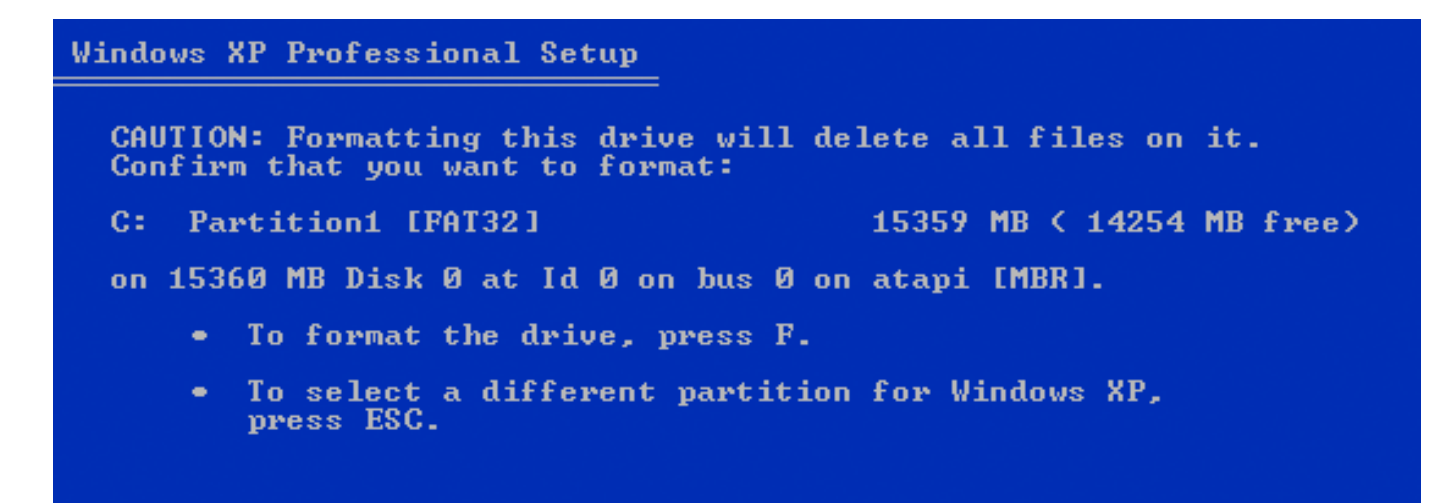 Windows XP Professional Setup
CAUTION: Formatting this drive will delete all files on it.
Confirm that you want to format:
C: Partition1 [FAT32] 15359 MB ( 14254 MB free)
on 15360 MB Disk 0 at Id 0 on bus 0 on atapi [MBR].
• To format the drive, press F.
• To select a different partition for Windows XP,
press ESC.